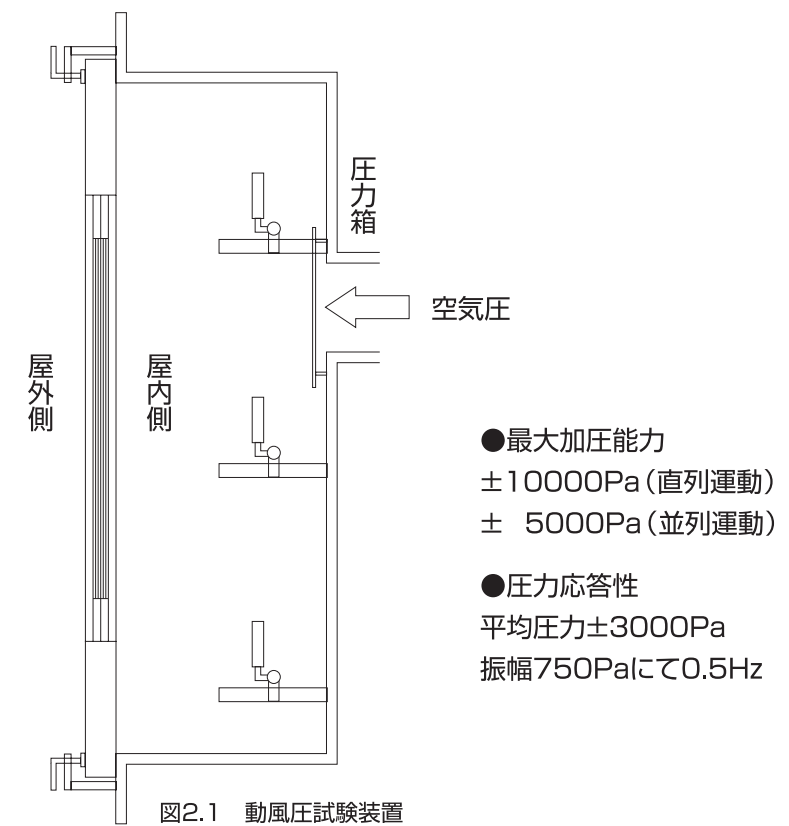 圧力箱
空気圧
屋外側
屋内側
●最大加圧能力
±10000Pa（直列運動）
±　5000Pa（並列運動）
●圧力応答性
平均圧力±3000Pa
振幅750Paにて0.5Hz
図2.1　動風圧試験装置